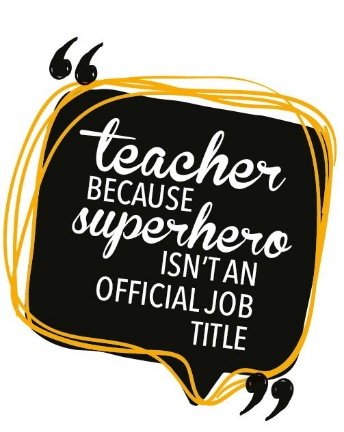 teacher
BECAUSE
superhero
ISN'T AN
OFFICIAL JOB
TITLE